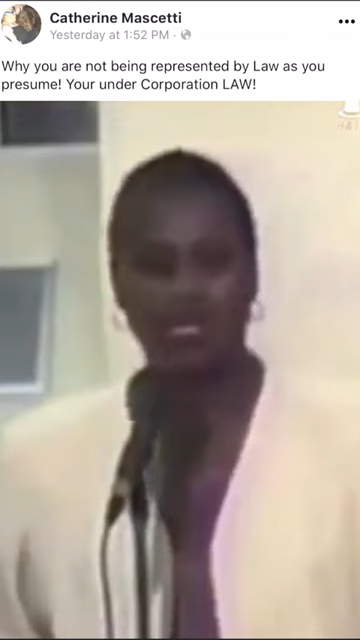 Catherine Mascetti
Yesterday at 1:52 PM ·
Why you are not being represented by Law as you
presume! Your under Corporation LAW!